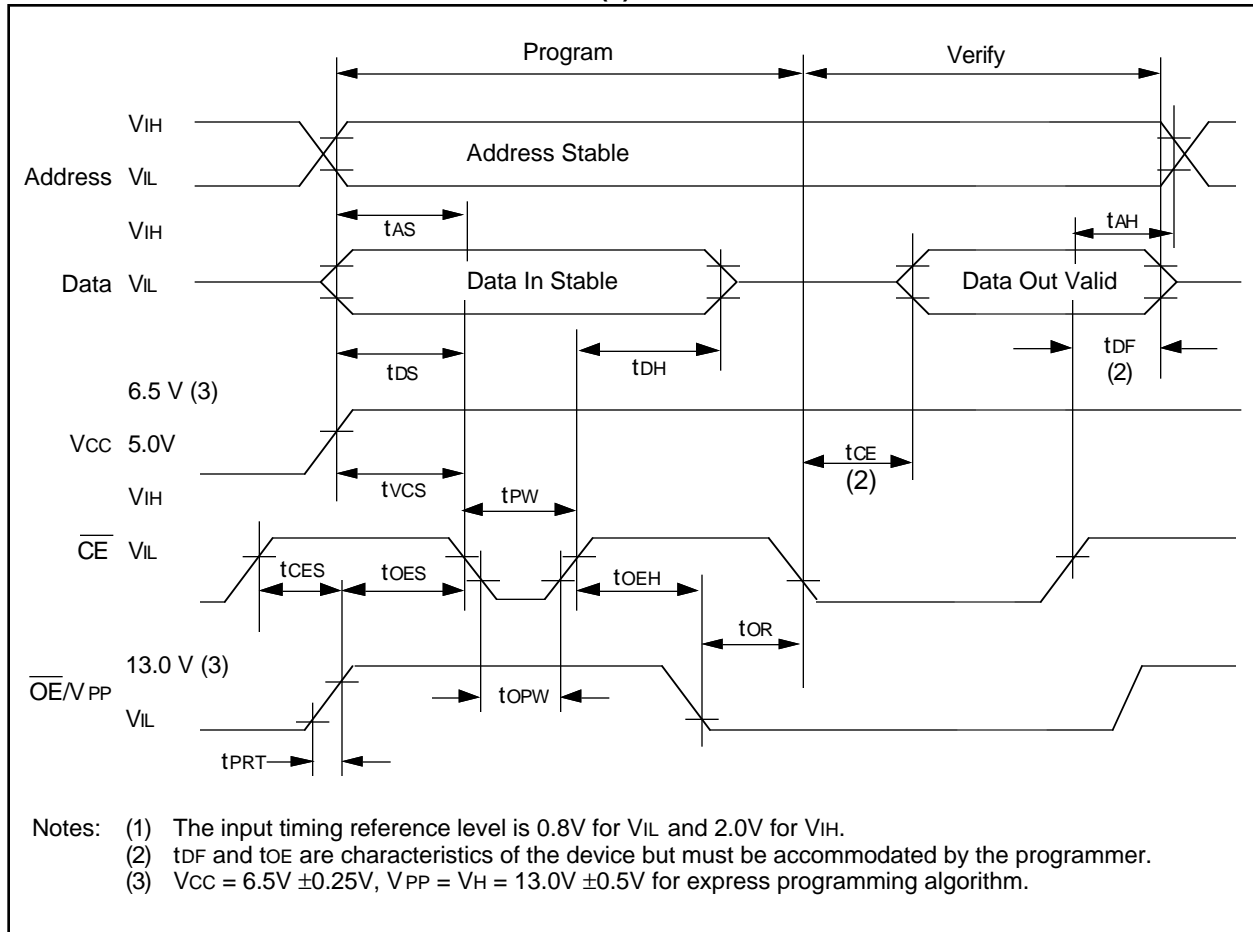 (1)
Program
Verify
VIH
Address Stable
Address VIL
VIH
tAS
tAH
Data VIL
Data In Stable
Data Out Valid
tDS
tDH
tDF
(2)
6.5 V (3)
VCC 5.0V
tCE
(2)
VIH
tVCS
tPW
CE VIL
tCES
tOES
tOEH
tOR
13.0 V (3)
OE/VPP
tOPW
VIL
tPRT
Notes: (1) The input timing reference level is 0.8V for VIL and 2.0V for VIH.
(2) tDF and tOE are characteristics of the device but must be accommodated by the programmer.
(3) VCC = 6.5V ±0.25V, VPP = VH = 13.0V ±0.5V for express programming algorithm.